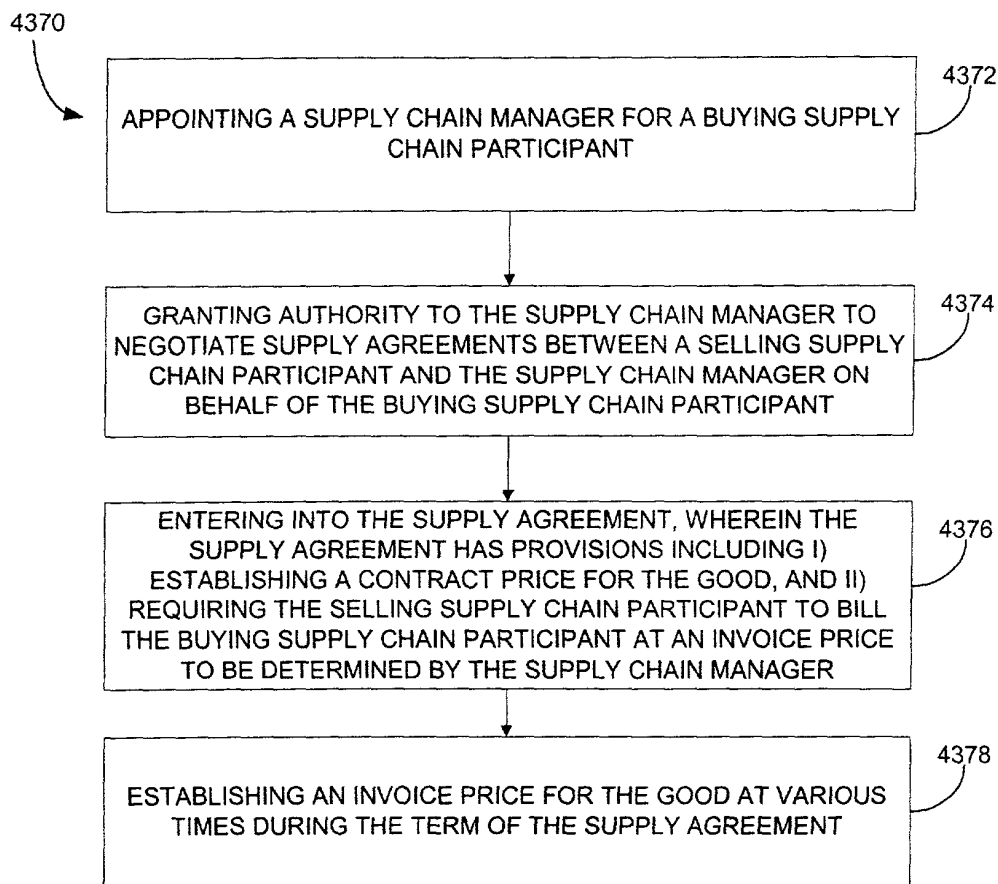 4370
4372
APPOINTING A SUPPLY CHAIN MANAGER FOR A BUYING SUPPLY
CHAIN PARTICIPANT
4374
GRANTING AUTHORITY TO THE SUPPLY CHAIN MANAGER TO
NEGOTIATE SUPPLY AGREEMENTS BETWEEN A SELLING SUPPLY
CHAIN PARTICIPANT AND THE SUPPLY CHAIN MANAGER ON
BEHALF OF THE BUYING SUPPLY CHAIN PARTICIPANT
4376
ENTERING INTO THE SUPPLY AGREEMENT, WHEREIN THE
SUPPLY AGREEMENT HAS PROVISIONS INCLUDING I)
ESTABLISHING A CONTRACT PRICE FOR THE GOOD, AND II)
REQUIRING THE SELLING SUPPLY CHAIN PARTICIPANT TO BILL
THE BUYING SUPPLY CHAIN PARTICIPANT AT AN INVOICE PRICE
TO BE DETERMINED BY THE SUPPLY CHAIN MANAGER
4378
ESTABLISHING AN INVOICE PRICE FOR THE GOOD AT VARIOUS
TIMES DURING THE TERM OF THE SUPPLY AGREEMENT